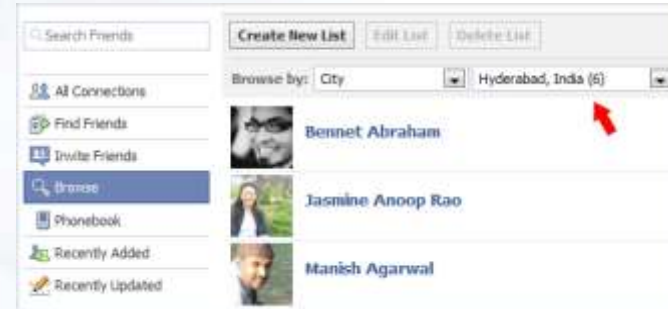 Search Friends
All Connections
Find Friends
Invite Friends
Browse
Phonebook
Recently Added
Recently Updated
Create New List Edit List Delete List
Browse by: City Hyderabad, India (6)
Bennet Abraham
Jasmine Anoop Rao
Manish Agarwal